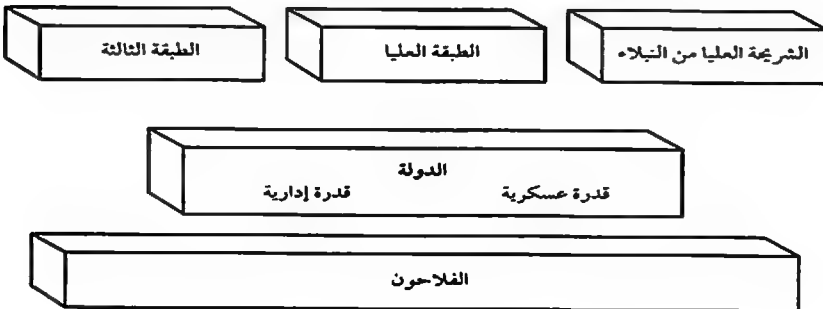 الشريحة العليا من النبلاء
الطبقة العليا
الطبقة الثالثة
الدولة
قدرة عسكرية
قدرة إدارية
الفلاحون